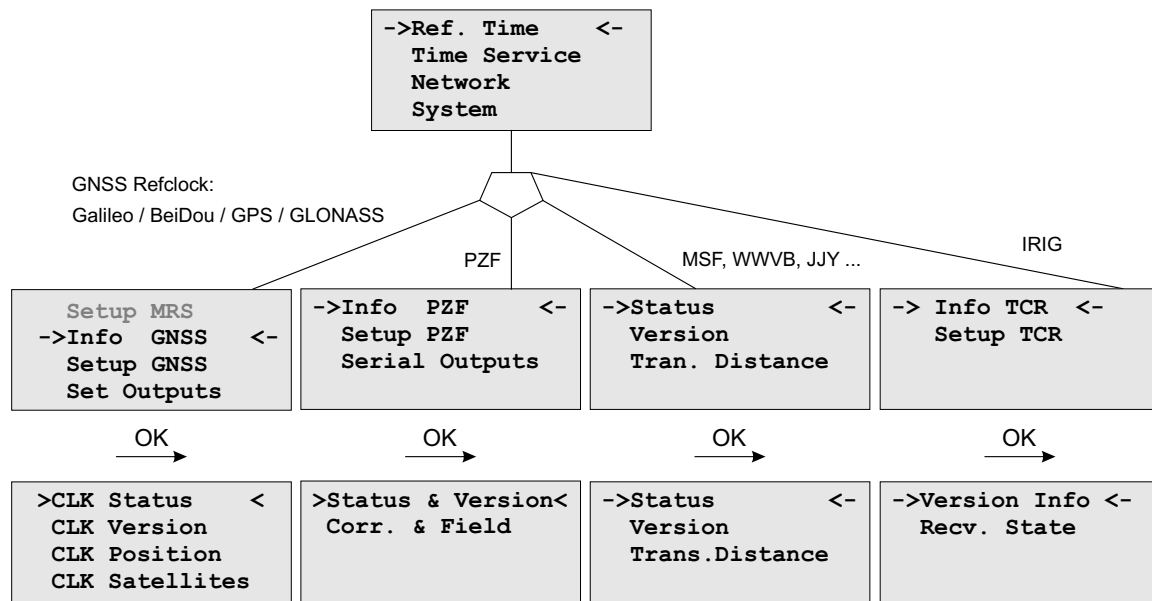 ->Ref. Time <-
Time Service
Network
System
GNSS Refclock:
Galileo / BeiDou / GPS / GLONASS
PZF
MSF, WWVB, JJY ...
IRIG
Setup MRS
->Info GNSS <-
Setup GNSS
Set Outputs
->Info PZF <-
Setup PZF
Serial Outputs
->Status <-
Version
Tran. Distance
-> Info TCR <-
Setup TCR
OK
OK
OK
OK
>CLK Status <
CLK Version
CLK Position
CLK Satellites
>Status & Version<
Corr. & Field
->Status <-
Version
Trans.Distance
->Version Info <-
Recv. State